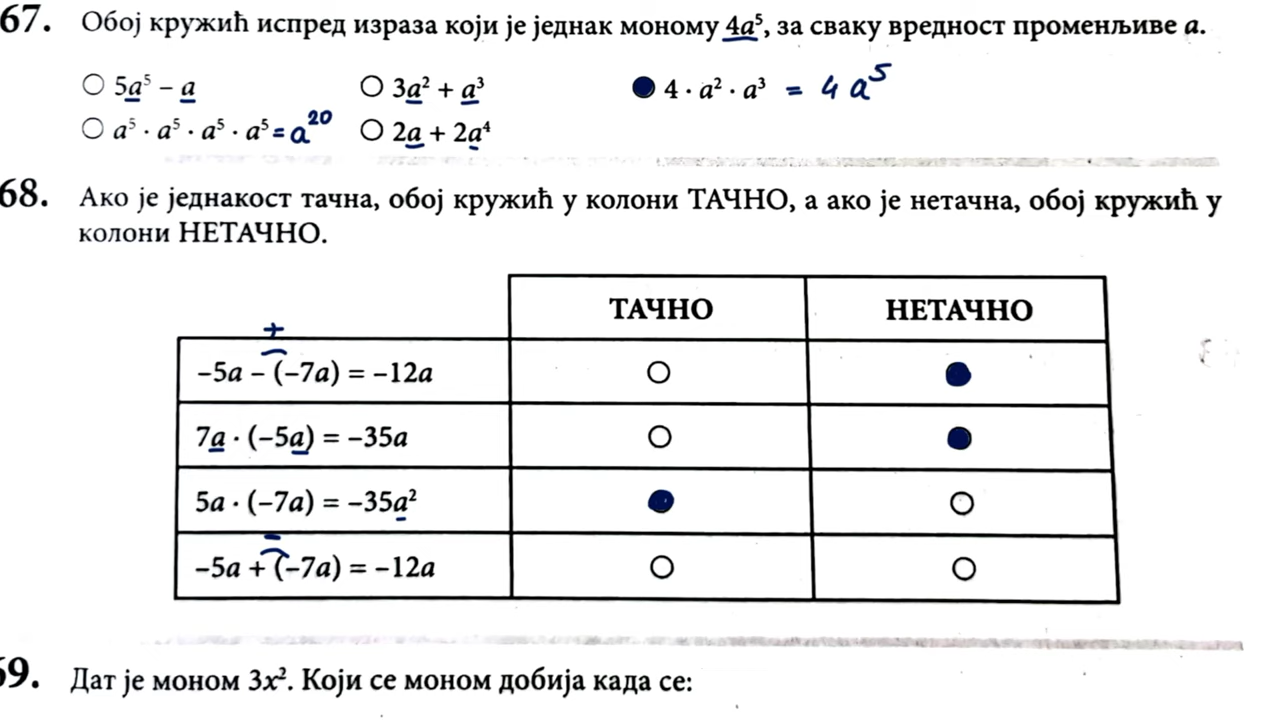 67. Обој кружић испред израза који је једнак моному 4a⁵, за сваку вредност променљиве a.
○ 5a⁵ – a ○ 3a² + a³ ● 4 · a² · a³ = 4a⁵
○ a⁵ · a⁵ · a⁵ · a⁵ = a²⁰ ○ 2a + 2a⁴
68. Ако је једнакост тачна, обој кружић у колони ТАЧНО, а ако је нетачна, обој кружић у
колони НЕТАЧНО.
ТАЧНО НЕТАЧНО
+
–5a – (–7a) = –12a ○ ●
7a · (–5a) = –35a ○ ●
5a · (–7a) = –35a² ● ○
–
–5a + (–7a) = –12a ○ ○
69. Дат је моном 3x². Који се моном добија када се: